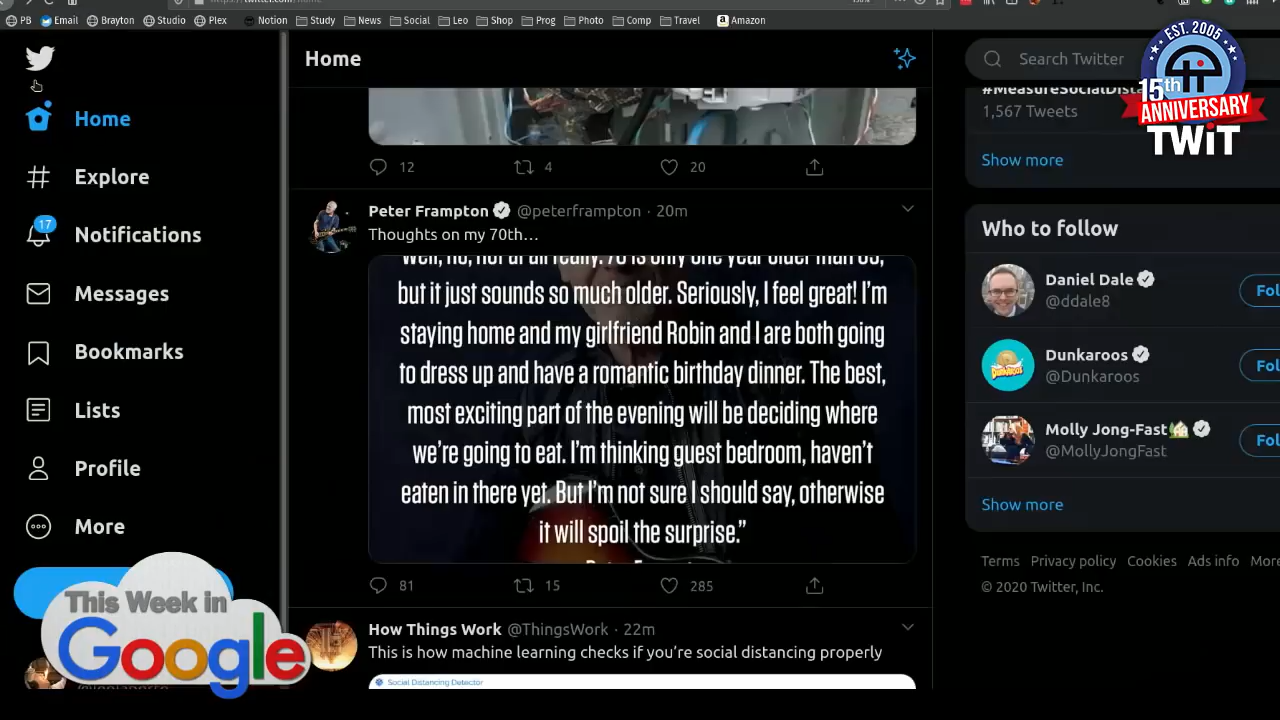 PB Email Brayton Studio Plex Notion Study News Social Leo Shop Prog Photo Comp Travel Amazon
Home
Search Twitter
EST. 2005
15th
ANNIVERSARY
TWiT
1,567 Tweets
Show more
Home
Explore
17
Notifications
Messages
Bookmarks
Lists
Profile
More
12 4 20
Peter Frampton @peterframpton · 20m
Thoughts on my 70th...
Well, no, not at all really. 70 is only one year older than 69,
but it just sounds so much older. Seriously, I feel great! I'm
staying home and my girlfriend Robin and I are both going
to dress up and have a romantic birthday dinner. The best,
most exciting part of the evening will be deciding where
we're going to eat. I'm thinking guest bedroom, haven't
eaten in there yet. But I'm not sure I should say, otherwise
it will spoil the surprise."
81 15 285
How Things Work @ThingsWork · 22m
This is how machine learning checks if you're social distancing properly
Social Distancing Detector
Who to follow
Daniel Dale
@ddale8
Fol
Dunkaroos
@Dunkaroos
Fol
Molly Jong-Fast
@MollyJongFast
Fol
Show more
Terms Privacy policy Cookies Ads info More
© 2020 Twitter, Inc.
This Week in
Google